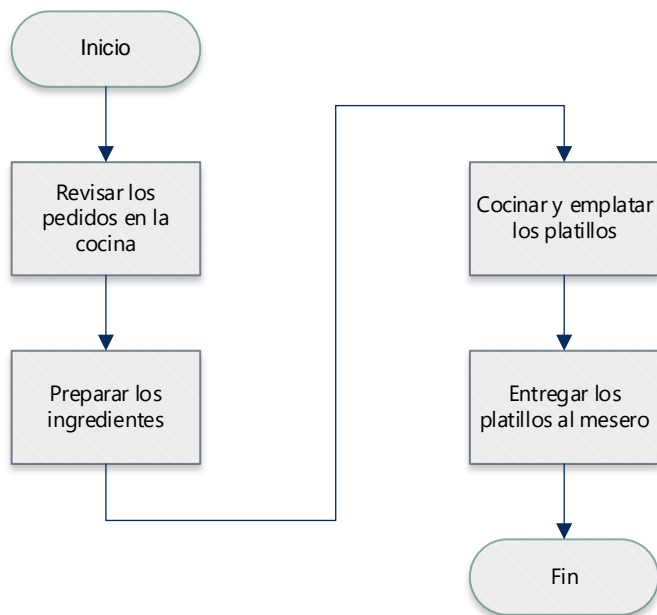 Inicio
Revisar los
pedidos en la
cocina
Preparar los
ingredientes
Cocinar y emplatar
los platillos
Entregar los
platillos al mesero
Fin